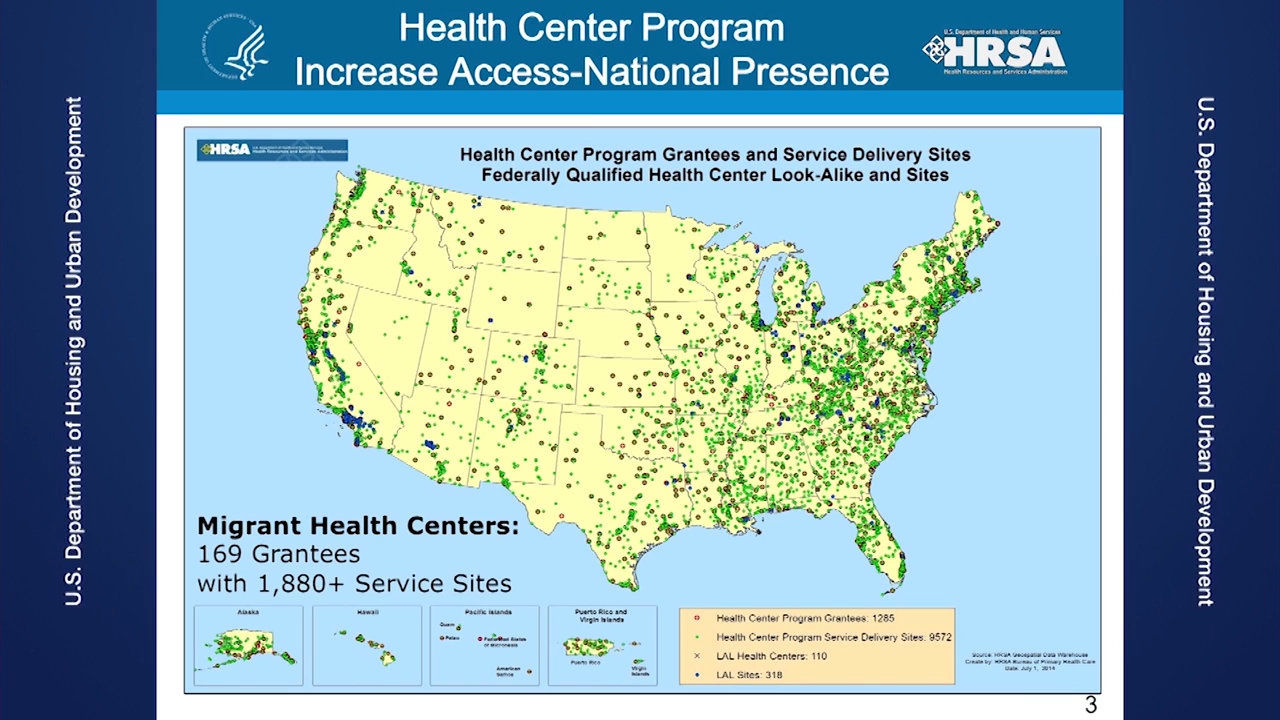 U.S. Department of Housing and Urban Development
Health Center Program
Increase Access-National Presence
U.S. Department of Health and Human Services
HRSA
Health Resources and Services Administration
HRSA
Health Resources and Services Administration
Health Center Program Grantees and Service Delivery Sites
Federally Qualified Health Center Look-Alike and Sites
Migrant Health Centers:
169 Grantees
with 1,880+ Service Sites
Alaska
Hawaii
Pacific Islands
Guam
Palau
Federated States
of Micronesia
American
Samoa
Puerto Rico and
Virgin Islands
Puerto Rico
Virgin
Islands
Health Center Program Grantees: 1285
Health Center Program Service Delivery Sites: 9572
LAL Health Centers: 110
LAL Sites: 318
Source: HRSA Geospatial Data Warehouse
Create by: HRSA Bureau of Primary Health Care
Date: July 1, 2014
3
U.S. Department of Housing and Urban Development